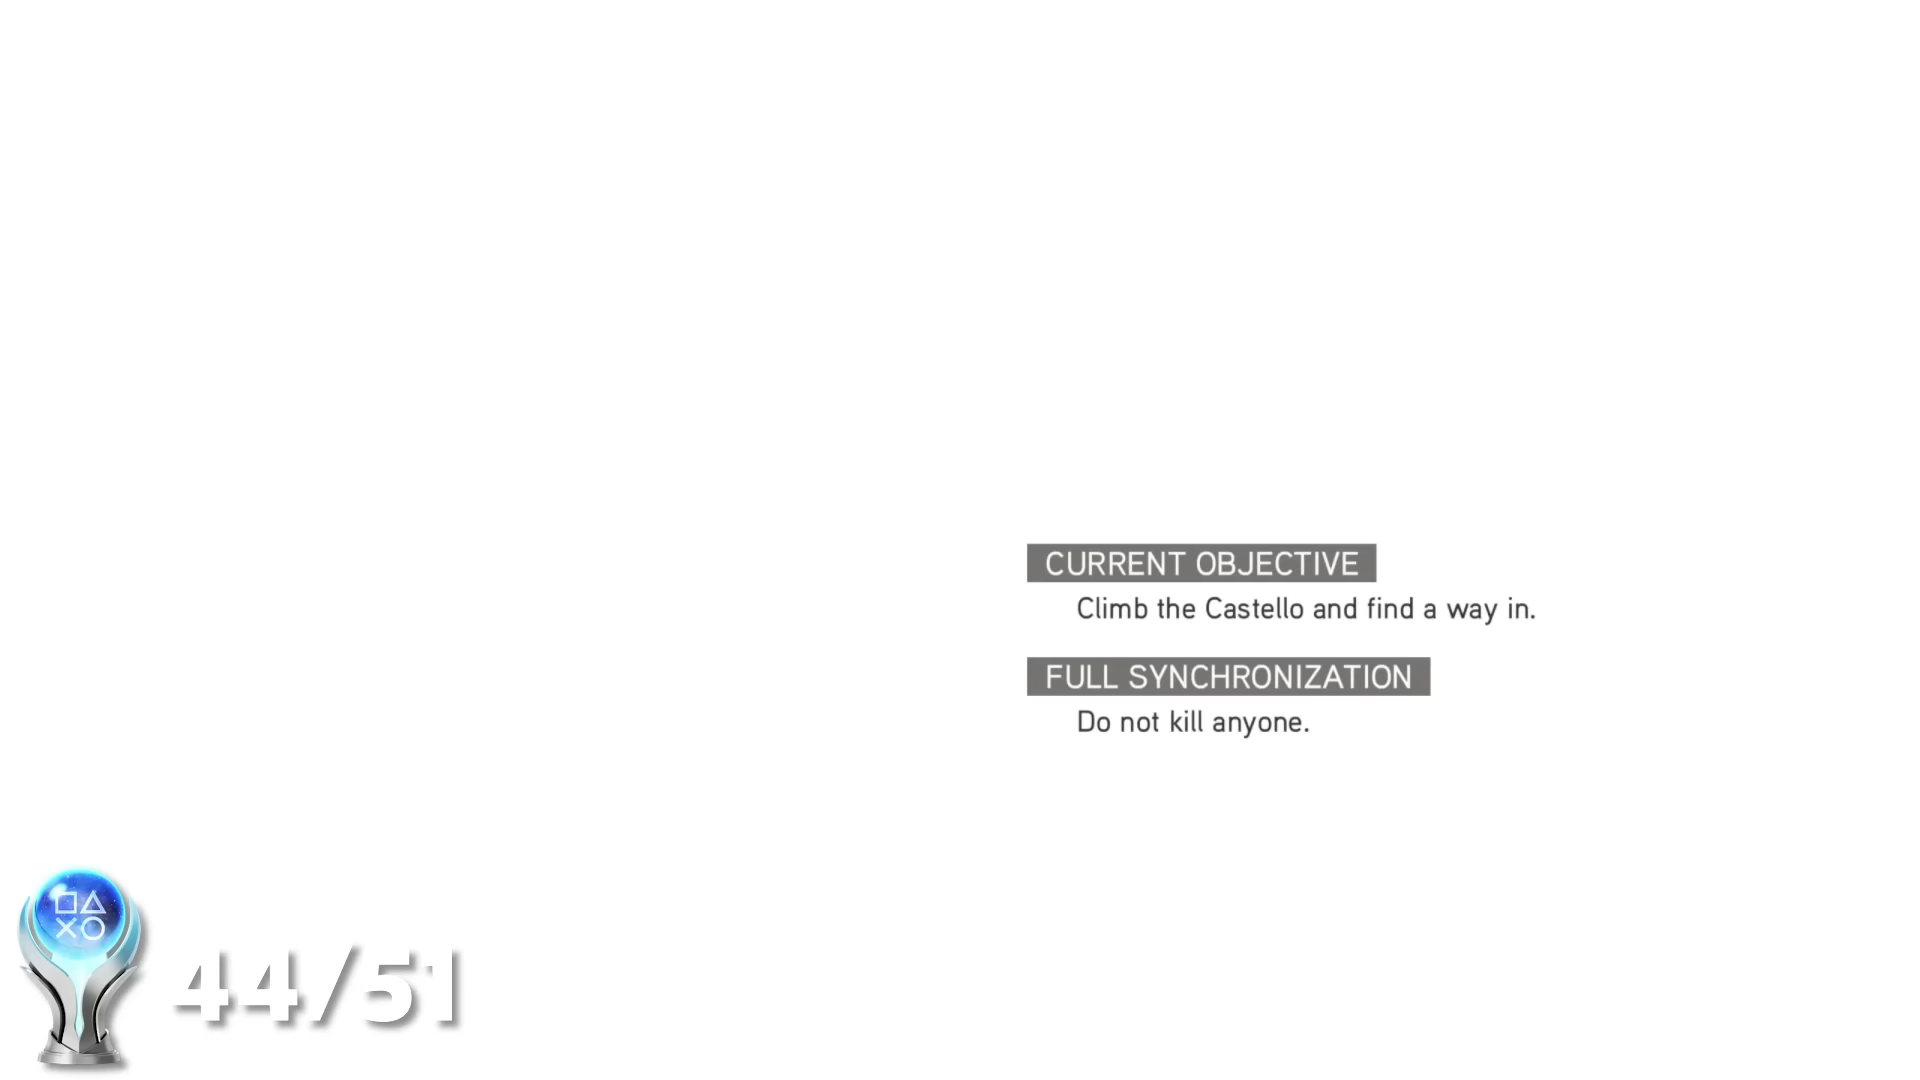 CURRENT OBJECTIVE
Climb the Castello and find a way in.
FULL SYNCHRONIZATION
Do not kill anyone.
44/51